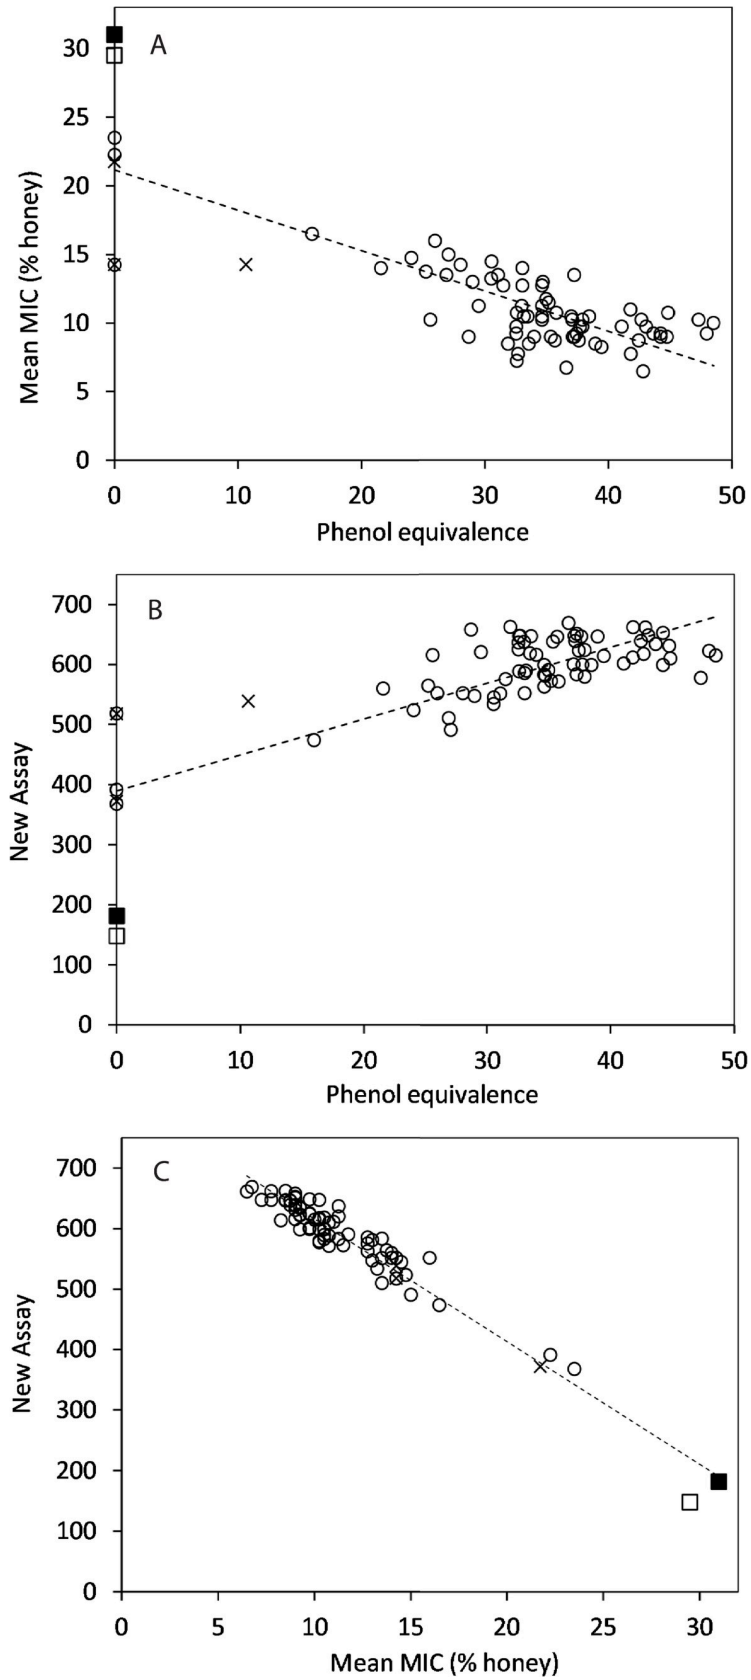 A
30
25
20
15
10
5
0
Mean MIC (% honey)
0 10 20 30 40 50
Phenol equivalence
B
700
600
500
400
300
200
100
0
New Assay
0 10 20 30 40 50
Phenol equivalence
C
700
600
500
400
300
200
100
0
New Assay
0 5 10 15 20 25 30
Mean MIC (% honey)